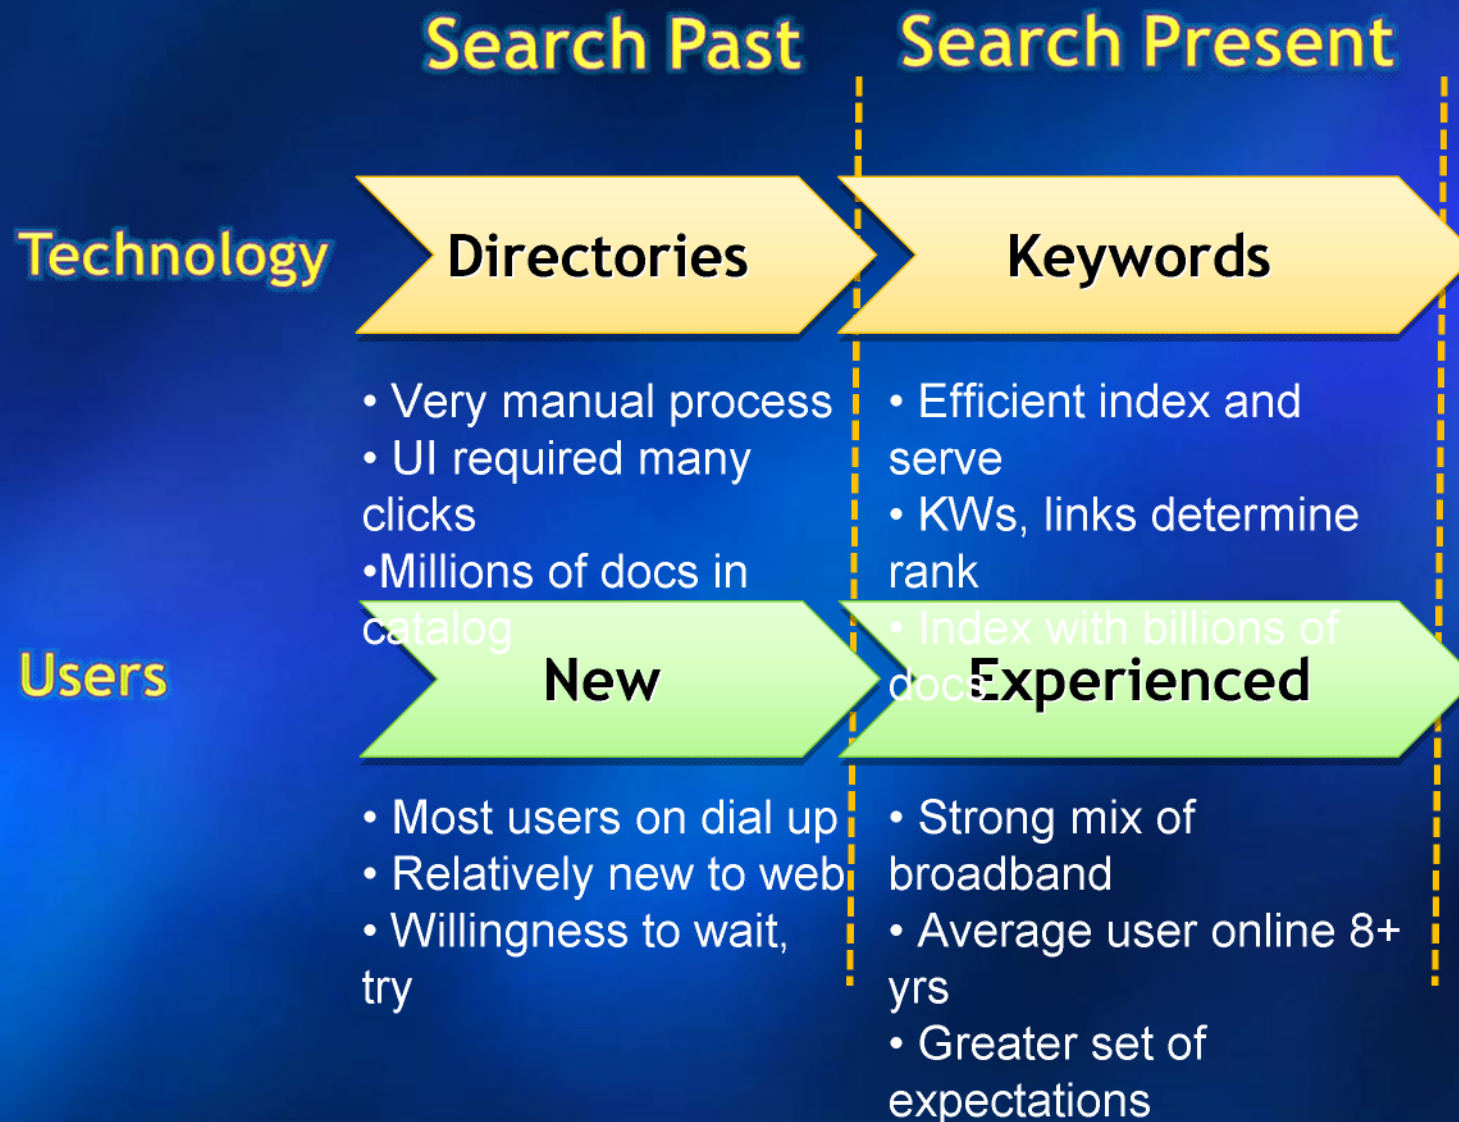 Search Past
Search Present
Technology
Directories
Keywords
• Very manual process
• UI required many
clicks
•Millions of docs in
catalog
• Efficient index and
serve
• KWs, links determine
rank
• Index with billions of
docs
Users
New
Experienced
• Most users on dial up
• Relatively new to web
• Willingness to wait,
try
• Strong mix of
broadband
• Average user online 8+
yrs
• Greater set of
expectations